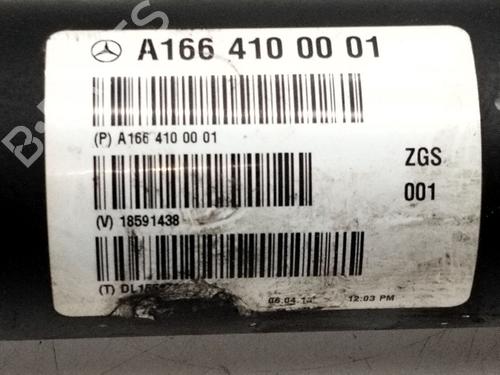 A166 410 00 01
(P) A166 410 00 01
ZGS
001
(V) 18591438
12:03 PM